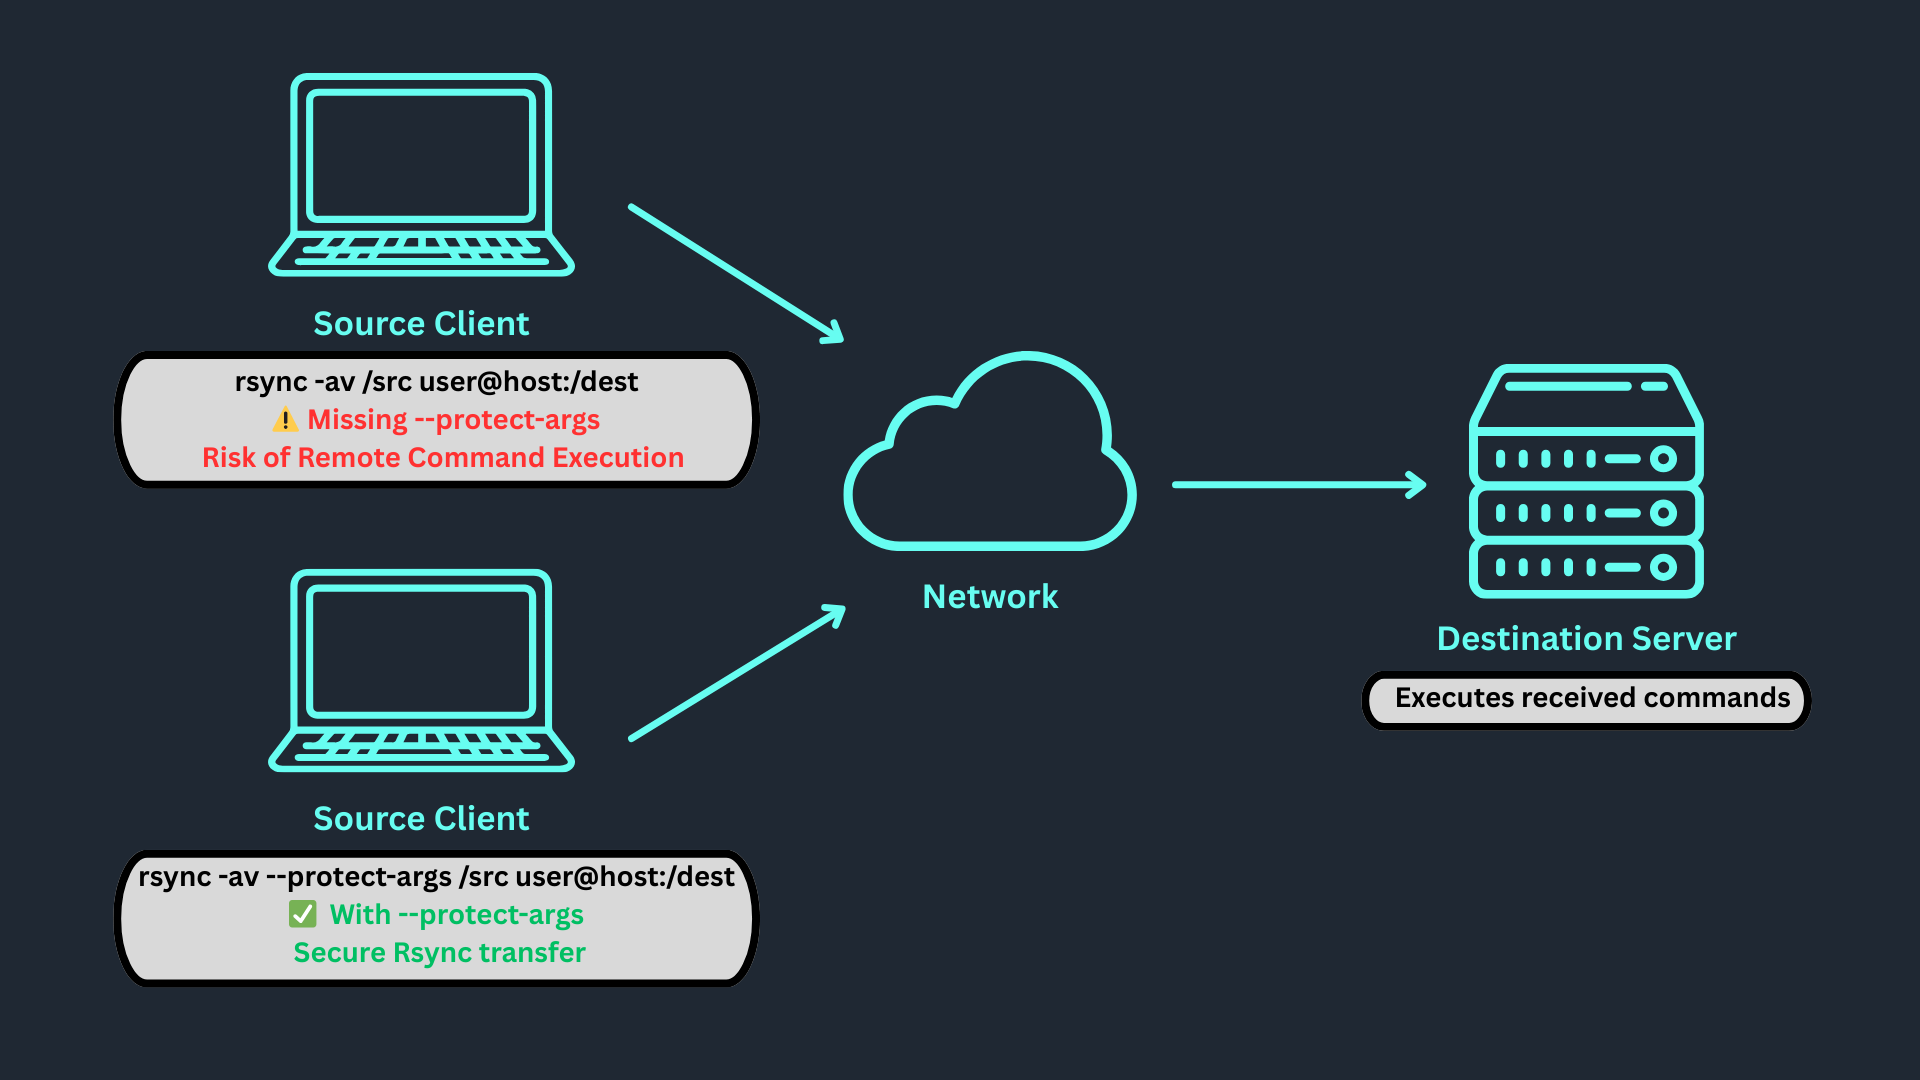 Source Client
rsync -av /src user@host:/dest
⚠️ Missing --protect-args
Risk of Remote Command Execution
Network
Destination Server
Executes received commands
Source Client
rsync -av --protect-args /src user@host:/dest
✅ With --protect-args
Secure Rsync transfer